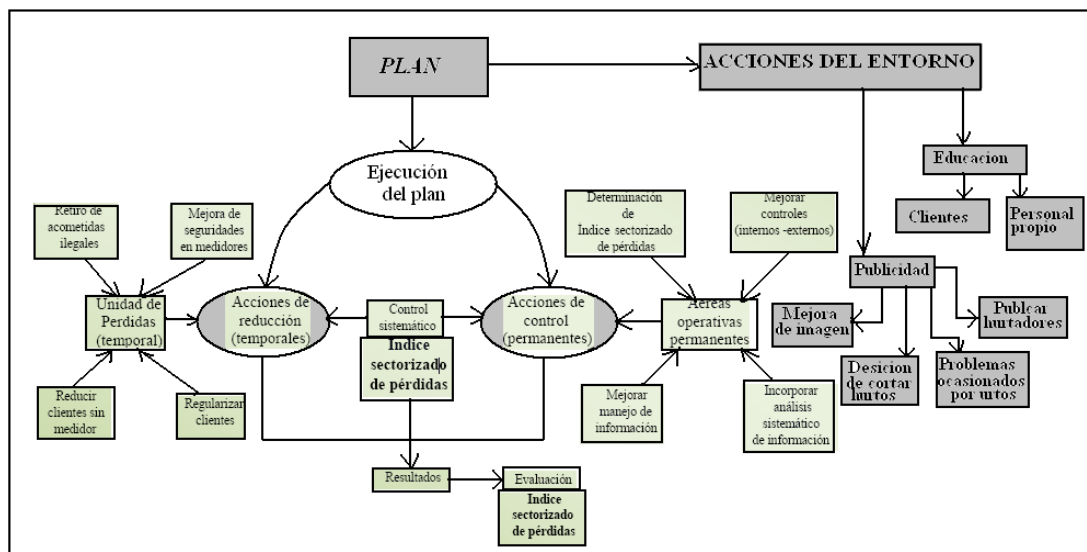 PLAN
ACCIONES DEL ENTORNO
Ejecución
del plan
Educacion
Clientes
Personal
propio
Publicidad
Mejora
de imagen
Publcar
hurtadores
Desicion
de cortar
hurtos
Problemas
ocasionados
por urtos
Retiro de
acometidas
ilegales
Mejora de
seguridades
en medidores
Unidad de
Perdidas
(temporal)
Reducir
clientes sin
medidor
Regularizar
clientes
Acciones de
reducción
(temporales)
Control
sistemático
Indice
sectorizado
de pérdidas
Acciones de
control
(permanentes)
Determinación
de
Índice sectorizado
de pérdidas
Mejorar
controles
(internos -externos)
Aéreas
operativas
permanentes
Mejorar
manejo de
información
Incorporar
análisis
sistemático
de información
Resultados
Evaluación
Indice
sectorizado
de pérdidas